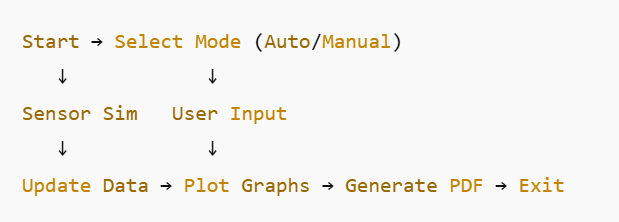 Start → Select Mode (Auto/Manual)
↓ ↓
Sensor Sim User Input
↓ ↓
Update Data → Plot Graphs → Generate PDF → Exit